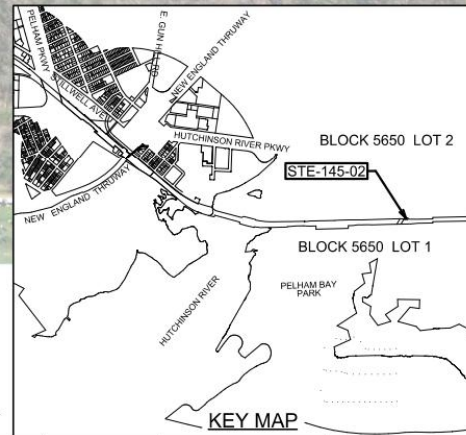 PELHAM PKWY
STILLWELL AVE
E. GUN HILL RD
NEW ENGLAND THRUWAY
HUTCHINSON RIVER PKWY
BLOCK 5650 LOT 2
STE-145-02
NEW ENGLAND THRUWAY
BLOCK 5650 LOT 1
HUTCHINSON RIVER
PELHAM BAY
PARK
KEY MAP